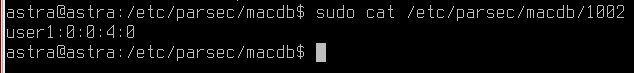 astra@astra:/etc/parsec/macdb$ sudo cat /etc/parsec/macdb/1002
user1:0:0:4:0
astra@astra:/etc/parsec/macdb$